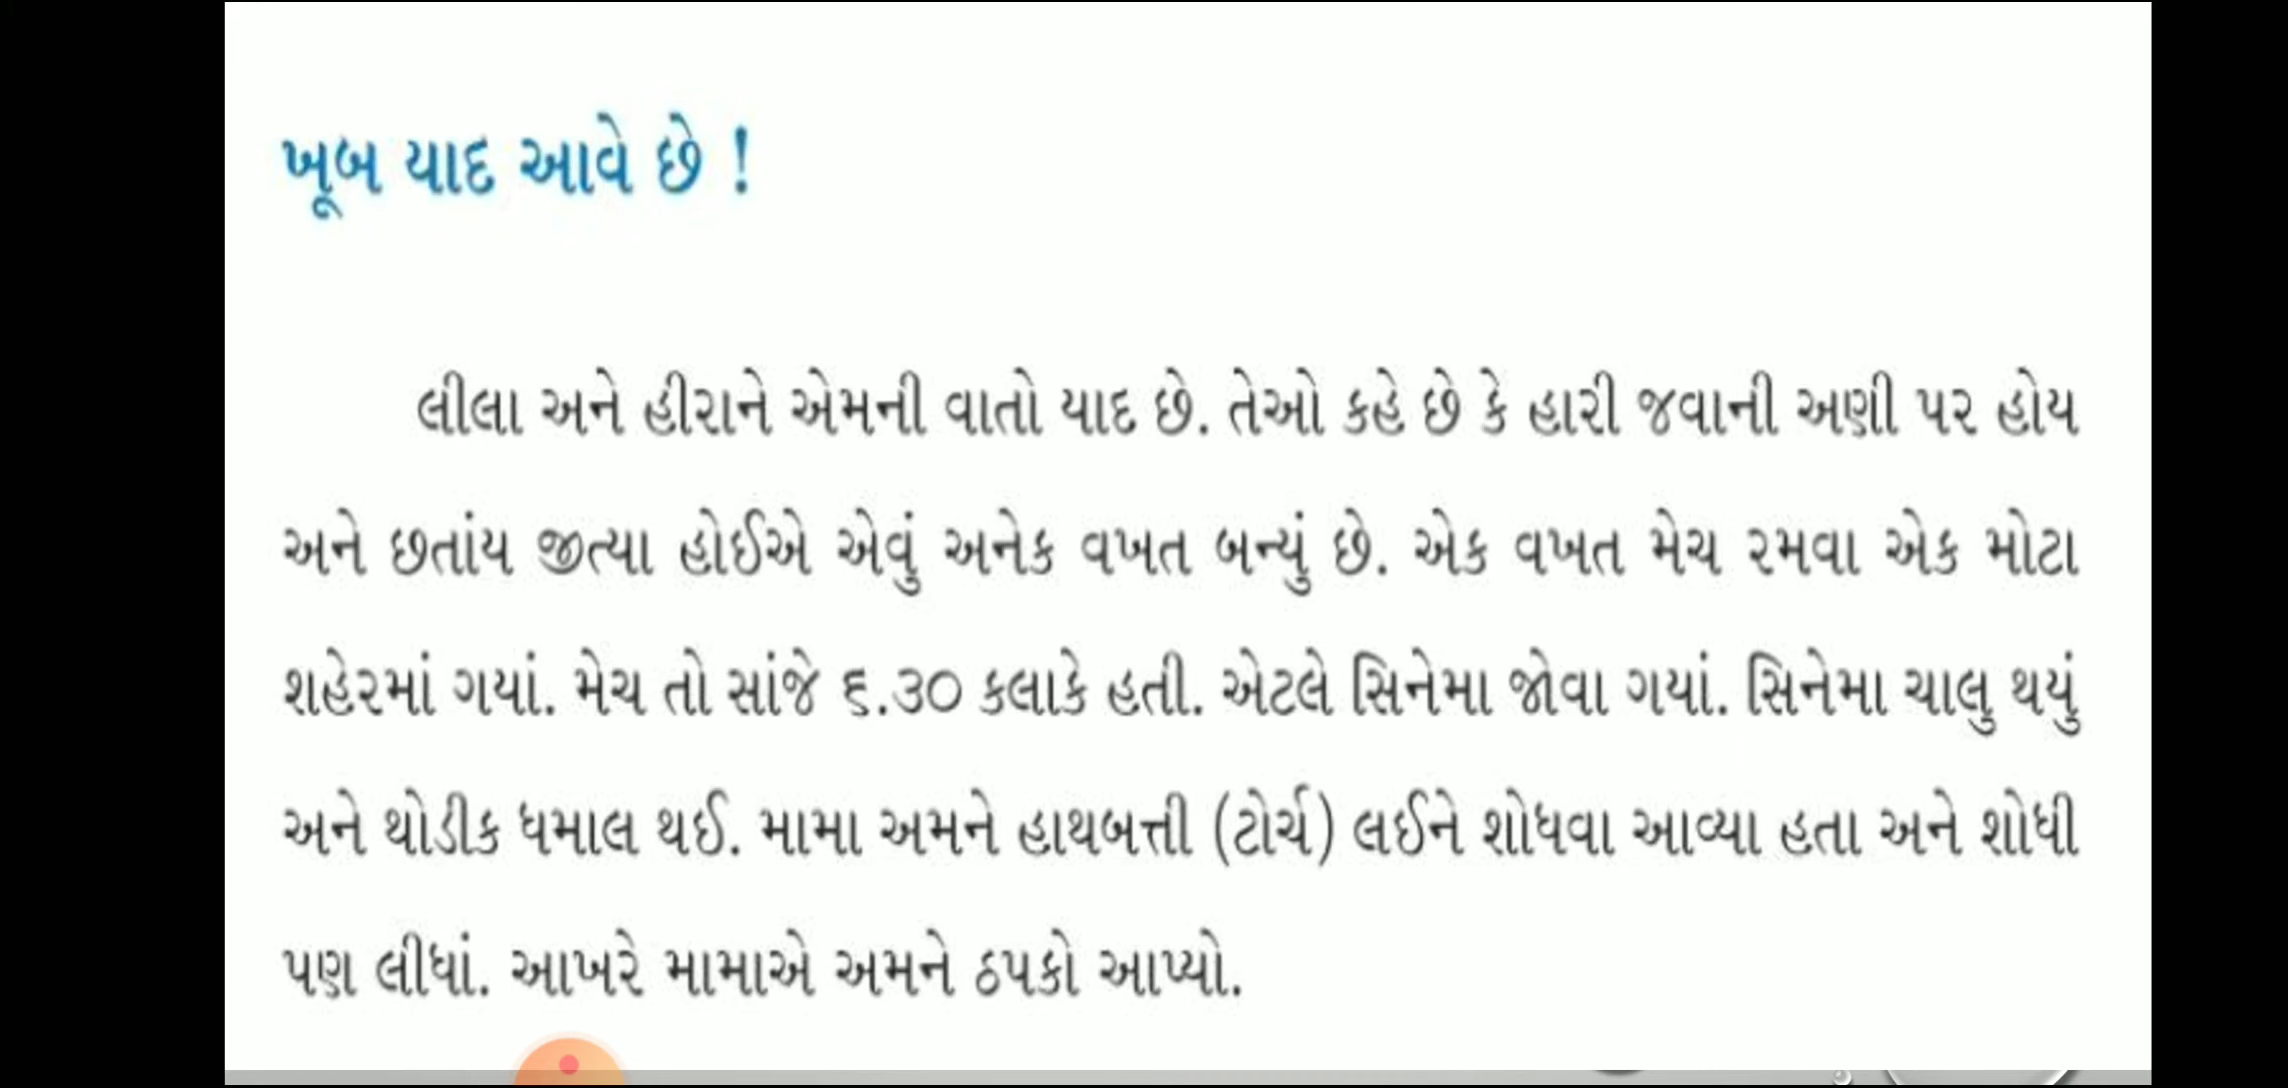 ખૂબ યાદ આવે છે !
લીલા અને હીરાને એમની વાતો યાદ છે. તેઓ કહે છે કે હારી જવાની અણી પર હોય
અને છતાંય જીત્યા હોઈએ એવું અનેક વખત બન્યું છે. એક વખત મેચ રમવા એક મોટા
શહેરમાં ગયાં. મેચ તો સાંજે ૬.૩૦ કલાકે હતી. એટલે સિનેમા જોવા ગયાં. સિનેમા ચાલુ થયું
અને થોડીક ધમાલ થઈ. મામા અમને હાથબત્તી (ટોર્ચ) લઈને શોધવા આવ્યા હતા અને શોધી
પણ લીધાં. આખરે મામાએ અમને ઠપકો આપ્યો.